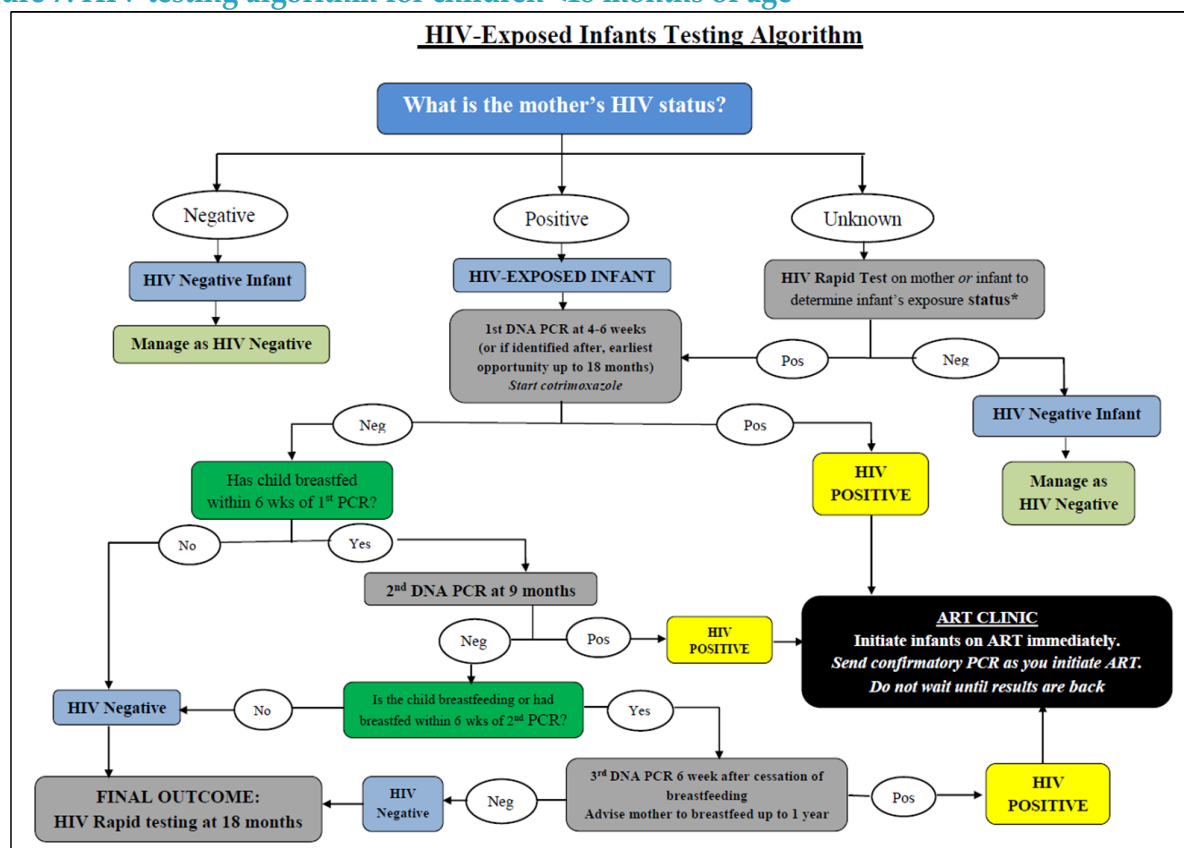 HIV-Exposed Infants Testing Algorithm
What is the mother's HIV status?
Negative
Positive
Unknown
HIV Negative Infant
HIV-EXPOSED INFANT
HIV Rapid Test on mother or infant to
determine infant's exposure status*
Manage as HIV Negative
1st DNA PCR at 4-6 weeks
(or if identified after, earliest
opportunity up to 18 months)
Start cotrimoxazole
Pos
Neg
HIV Negative Infant
Manage as
HIV Negative
Neg
Pos
Has child breastfed
within 6 wks of 1st PCR?
HIV
POSITIVE
No
Yes
2nd DNA PCR at 9 months
Neg
Pos
HIV
POSITIVE
ART CLINIC
Initiate infants on ART immediately.
Send confirmatory PCR as you initiate ART.
Do not wait until results are back
HIV Negative
No
Is the child breastfeeding or had
breastfed within 6 wks of 2nd PCR?
Yes
FINAL OUTCOME:
HIV Rapid testing at 18 months
HIV
Negative
Neg
3rd DNA PCR 6 week after cessation of
breastfeeding
Advise mother to breastfeed up to 1 year
Pos
HIV
POSITIVE